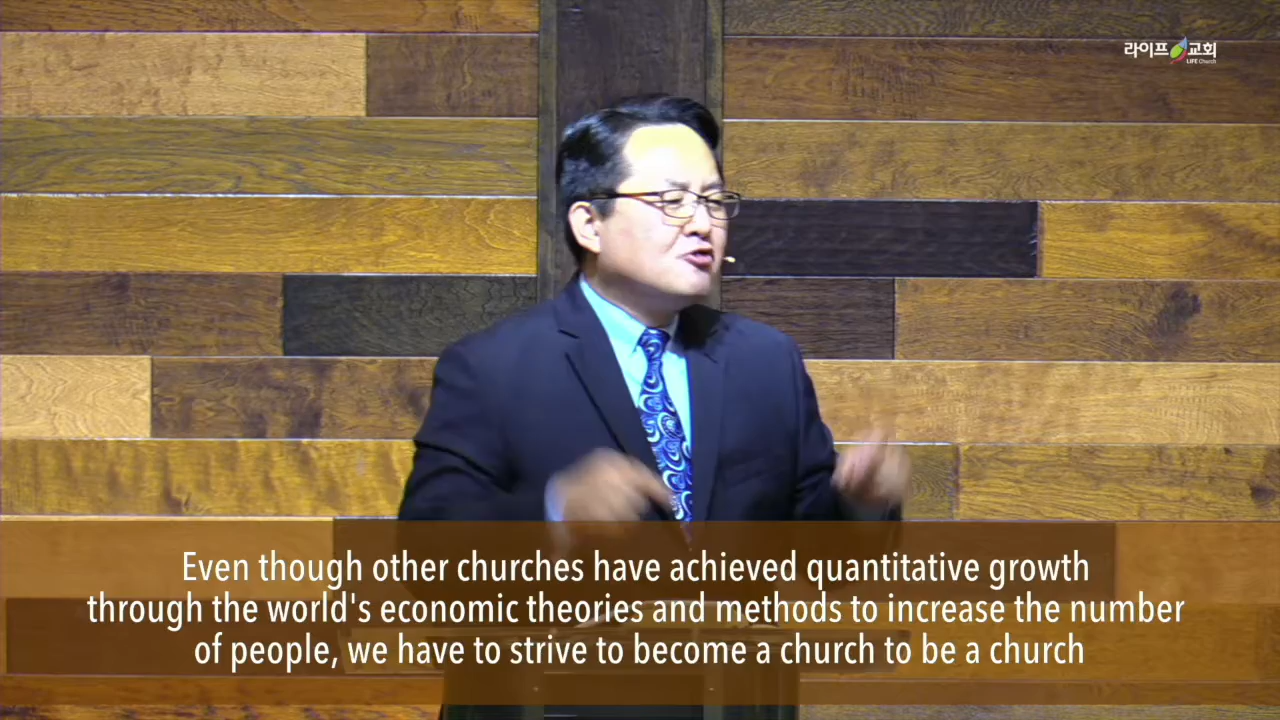 라이프 교회
LIFE Church
Even though other churches have achieved quantitative growth
through the world's economic theories and methods to increase the number
of people, we have to strive to become a church to be a church